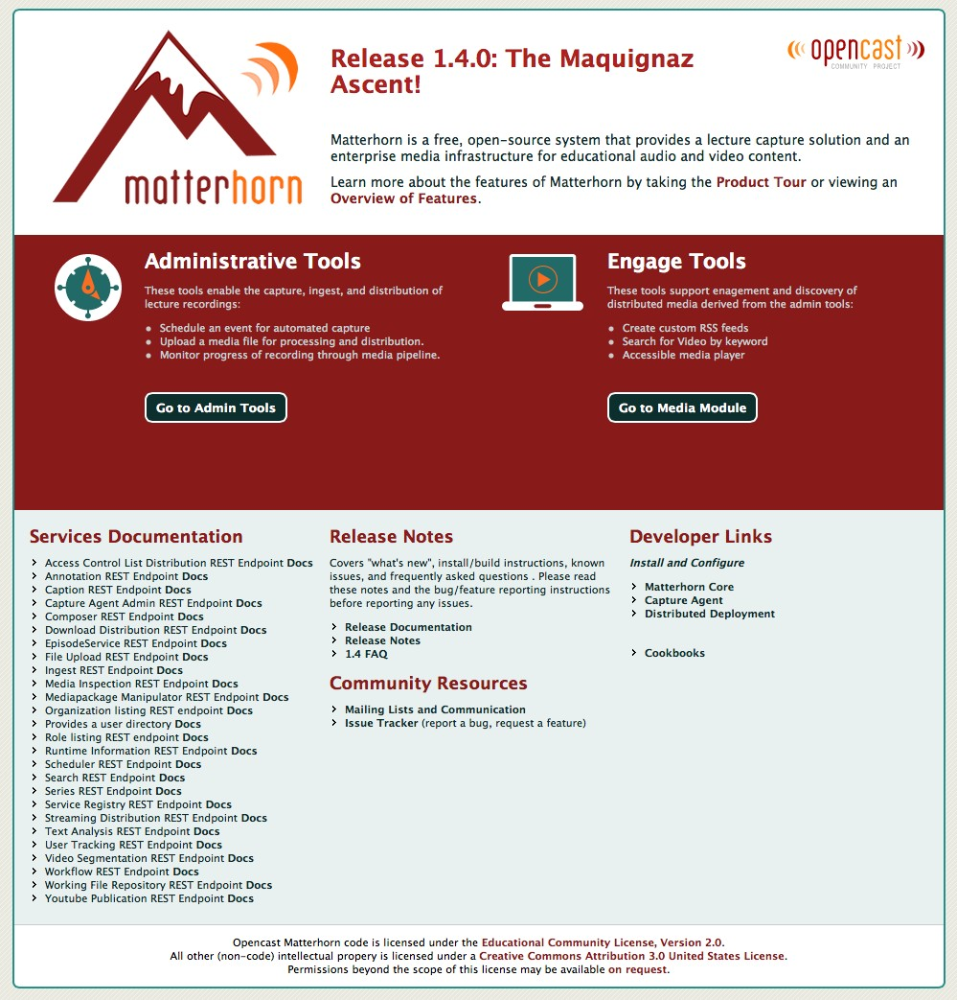 matterhorn
Release 1.4.0: The Maquignaz
Ascent!
opencast
COMMUNITY PROJECT
Matterhorn is a free, open-source system that provides a lecture capture solution and an
enterprise media infrastructure for educational audio and video content.
Learn more about the features of Matterhorn by taking the Product Tour or viewing an
Overview of Features.
Administrative Tools
These tools enable the capture, ingest, and distribution of
lecture recordings:
Schedule an event for automated capture
Upload a media file for processing and distribution.
Monitor progress of recording through media pipeline.
Go to Admin Tools
Engage Tools
These tools support enagement and discovery of
distributed media derived from the admin tools:
Create custom RSS feeds
Search for Video by keyword
Accessible media player
Go to Media Module
Services Documentation
Access Control List Distribution REST Endpoint Docs
Annotation REST Endpoint Docs
Caption REST Endpoint Docs
Capture Agent Admin REST Endpoint Docs
Composer REST Endpoint Docs
Download Distribution REST Endpoint Docs
EpisodeService REST Endpoint Docs
File Upload REST Endpoint Docs
Ingest REST Endpoint Docs
Media Inspection REST Endpoint Docs
Mediapackage Manipulator REST Endpoint Docs
Organization listing REST endpoint Docs
Provides a user directory Docs
Role listing REST endpoint Docs
Runtime Information REST Endpoint Docs
Scheduler REST Endpoint Docs
Search REST Endpoint Docs
Series REST Endpoint Docs
Service Registry REST Endpoint Docs
Streaming Distribution REST Endpoint Docs
Text Analysis REST Endpoint Docs
User Tracking REST Endpoint Docs
Video Segmentation REST Endpoint Docs
Workflow REST Endpoint Docs
Working File Repository REST Endpoint Docs
Youtube Publication REST Endpoint Docs
Release Notes
Covers "what's new", install/build instructions, known
issues, and frequently asked questions . Please read
these notes and the bug/feature reporting instructions
before reporting any issues.
Release Documentation
Release Notes
1.4 FAQ
Community Resources
Mailing Lists and Communication
Issue Tracker (report a bug, request a feature)
Developer Links
Install and Configure
Matterhorn Core
Capture Agent
Distributed Deployment
Cookbooks
Opencast Matterhorn code is licensed under the Educational Community License, Version 2.0.
All other (non-code) intellectual propery is licensed under a Creative Commons Attribution 3.0 United States License.
Permissions beyond the scope of this license may be available on request.